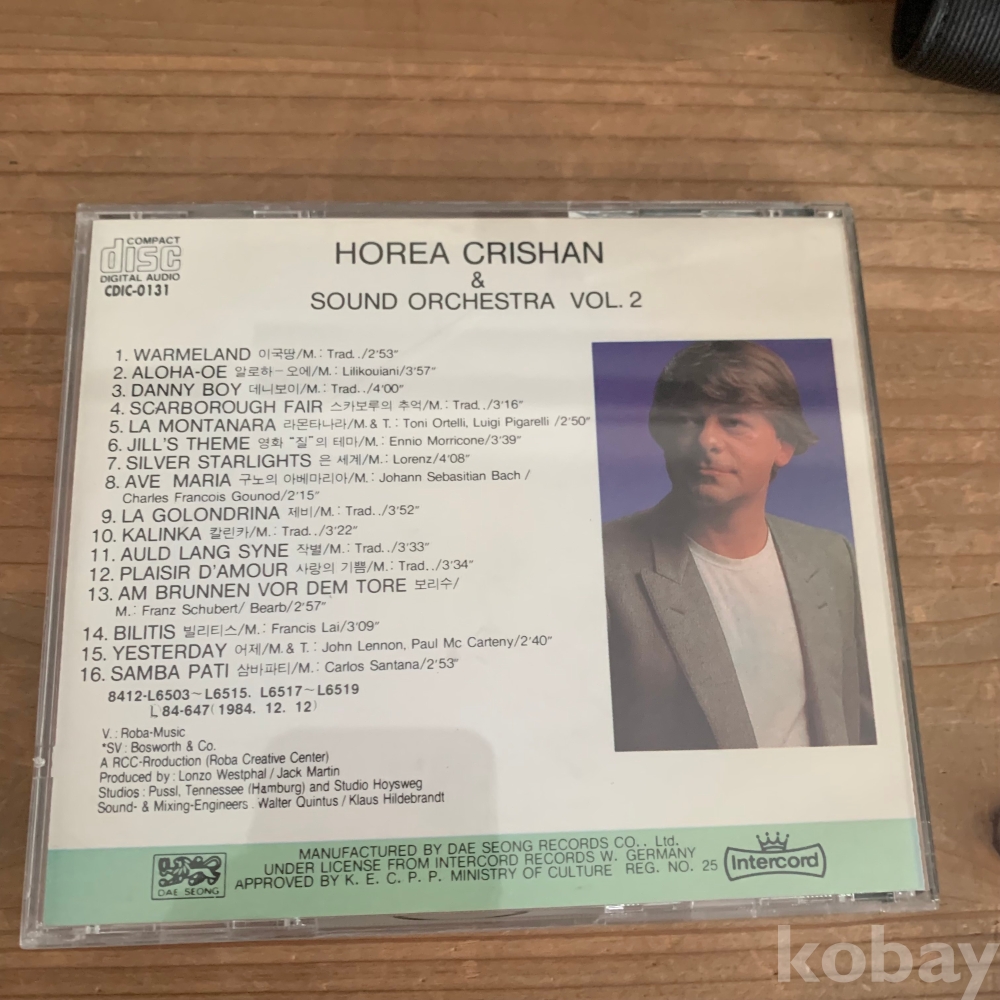 COMPACT
disc
DIGITAL AUDIO
CDIC-0131
HOREA CRISHAN
&
SOUND ORCHESTRA VOL. 2
1. WARMELAND 이국땅/M.: Trad../2'53"
2. ALOHA-OE 알로하-오에/M.: Lilikouiani/3'57"
3. DANNY BOY 데니보이/M.: Trad../4'00"
4. SCARBOROUGH FAIR 스카보루의 추억/M.: Trad../3'16"
5. LA MONTANARA 라몬타나라/M.& T.: Toni Ortelli, Luigi Pigarelli /2'50"
6. JILL'S THEME 영화 "질"의 테마/M.: Ennio Morricone/3'39"
7. SILVER STARLIGHTS 은 세계/M.: Lorenz/4'08"
8. AVE MARIA 구노의 아베마리아/M.: Johann Sebastian Bach /
Charles Francois Gounod/2'15"
9. LA GOLONDRINA 제비/M.: Trad../3'52"
10. KALINKA 칼린카/M.: Trad../3'22"
11. AULD LANG SYNE 작별/M.: Trad../3'33"
12. PLAISIR D'AMOUR 사랑의 기쁨/M.: Trad../3'34"
13. AM BRUNNEN VOR DEM TORE 보리수/
M.: Franz Schubert/ Bearb/2'57"
14. BILITIS 빌리티스/M.: Francis Lai/3'09"
15. YESTERDAY 어제/M.& T.: John Lennon, Paul Mc Carteny/2'40"
16. SAMBA PATI 삼바파티/M.: Carlos Santana/2'53"
8412-L6503~L6515. L6517~L6519
L84-647(1984. 12. 12)
V.: Roba-Music
*SV: Bosworth & Co.
A RCC-Rroduction (Roba Creative Center)
Produced by: Lonzo Westphal / Jack Martin
Studios: Pussl, Tennessee (Hamburg) and Studio Hoysweg
Sound- & Mixing-Engineers. Walter Quintus / Klaus Hildebrandt
DAE SEONG
MANUFACTURED BY DAE SEONG RECORDS CO.. Ltd.
UNDER LICENSE FROM INTERCORD RECORDS W. GERMANY
APPROVED BY K. E. C. P. P. MINISTRY OF CULTURE REG. NO. 25
Intercord
kobay